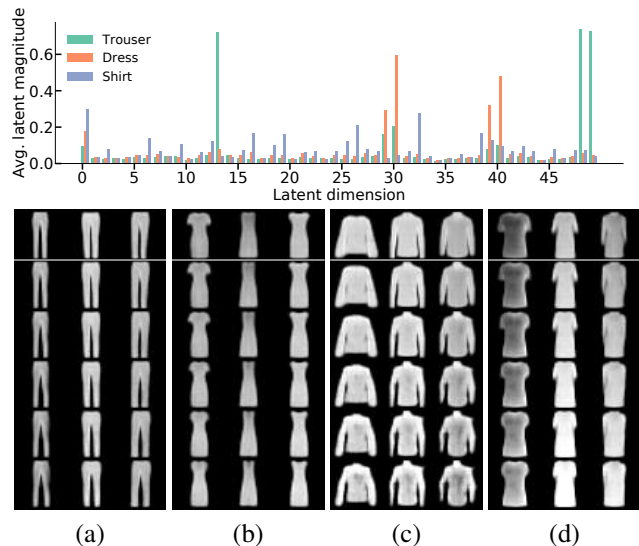 Avg. latent magnitude
0.6
0.4
0.2
0.0
Trouser
Dress
Shirt
0 5 10 15 20 25 30 35 40 45
Latent dimension
(a) (b) (c) (d)